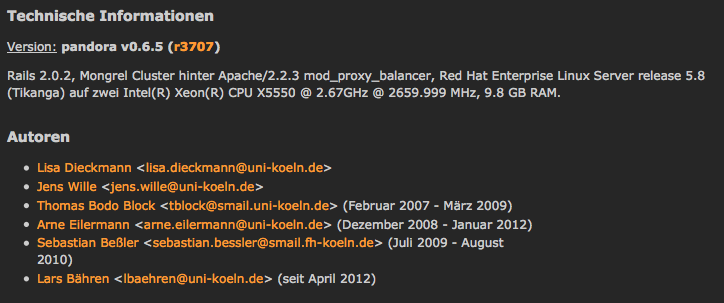 Technische Informationen
Version: pandora v0.6.5 (r3707)
Rails 2.0.2, Mongrel Cluster hinter Apache/2.2.3 mod_proxy_balancer, Red Hat Enterprise Linux Server release 5.8
(Tikanga) auf zwei Intel(R) Xeon(R) CPU X5550 @ 2.67GHz @ 2659.999 MHz, 9.8 GB RAM.
Autoren
• Lisa Dieckmann <lisa.dieckmann@uni-koeln.de>
• Jens Wille <jens.wille@uni-koeln.de>
• Thomas Bodo Block <tblock@smail.uni-koeln.de> (Februar 2007 - März 2009)
• Arne Eilermann <arne.eilermann@uni-koeln.de> (Dezember 2008 - Januar 2012)
• Sebastian Beßler <sebastian.bessler@smail.fh-koeln.de> (Juli 2009 - August
2010)
• Lars Bähren <lbaehren@uni-koeln.de> (seit April 2012)